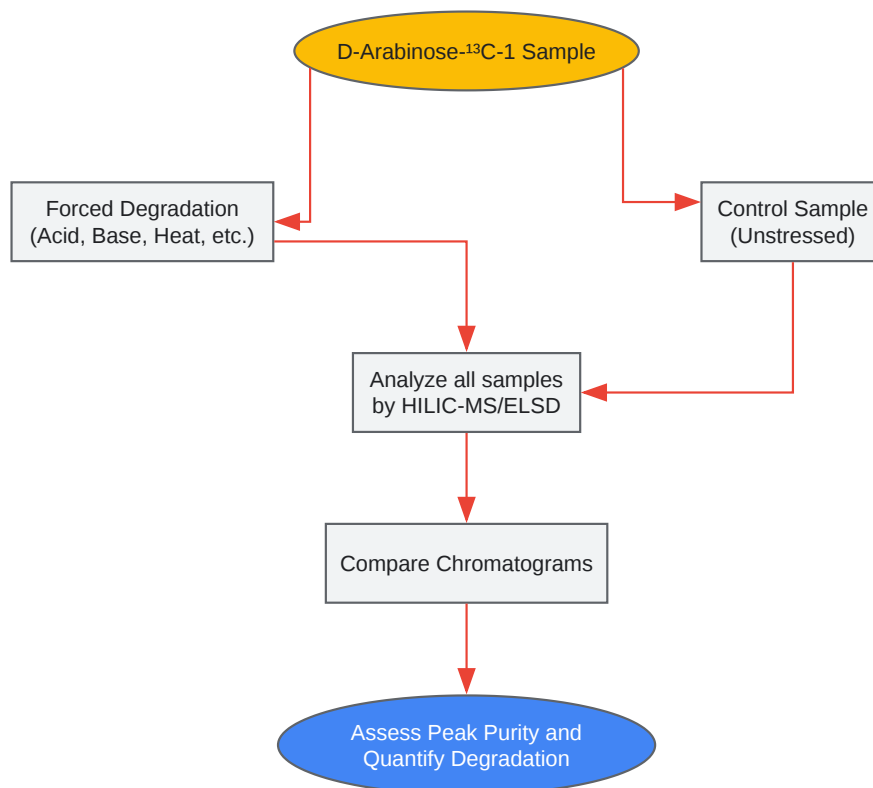 D-Arabinose-¹³C-1 Sample
Forced Degradation
(Acid, Base, Heat, etc.)
Control Sample
(Unstressed)
Analyze all samples
by HILIC-MS/ELSD
Compare Chromatograms
Assess Peak Purity and
Quantify Degradation